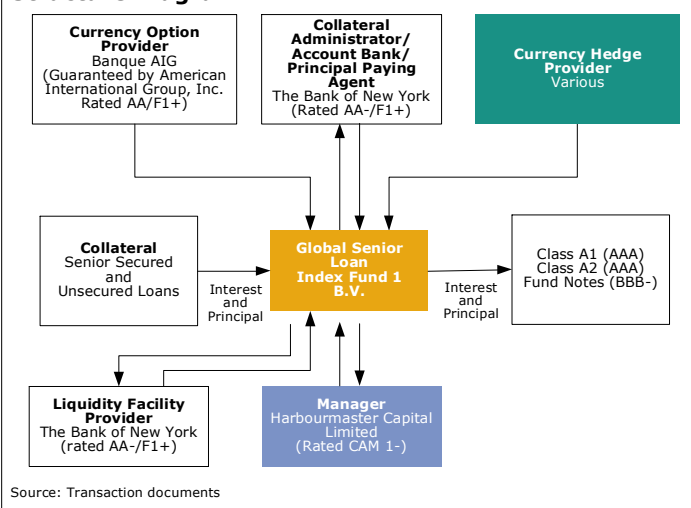 Currency Option
Provider
Banque AIG
(Guaranteed by American
International Group, Inc.
Rated AA/F1+)
Collateral
Administrator/
Account Bank/
Principal Paying
Agent
The Bank of New York
(Rated AA-/F1+)
Currency Hedge
Provider
Various
Collateral
Senior Secured
and
Unsecured Loans
Interest
and
Principal
Global Senior
Loan
Index Fund 1
B.V.
Interest
and
Principal
Class A1 (AAA)
Class A2 (AAA)
Fund Notes (BBB-)
Liquidity Facility
Provider
The Bank of New York
(rated AA-/F1+)
Manager
Harbourmaster Capital
Limited
(Rated CAM 1-)
Source: Transaction documents